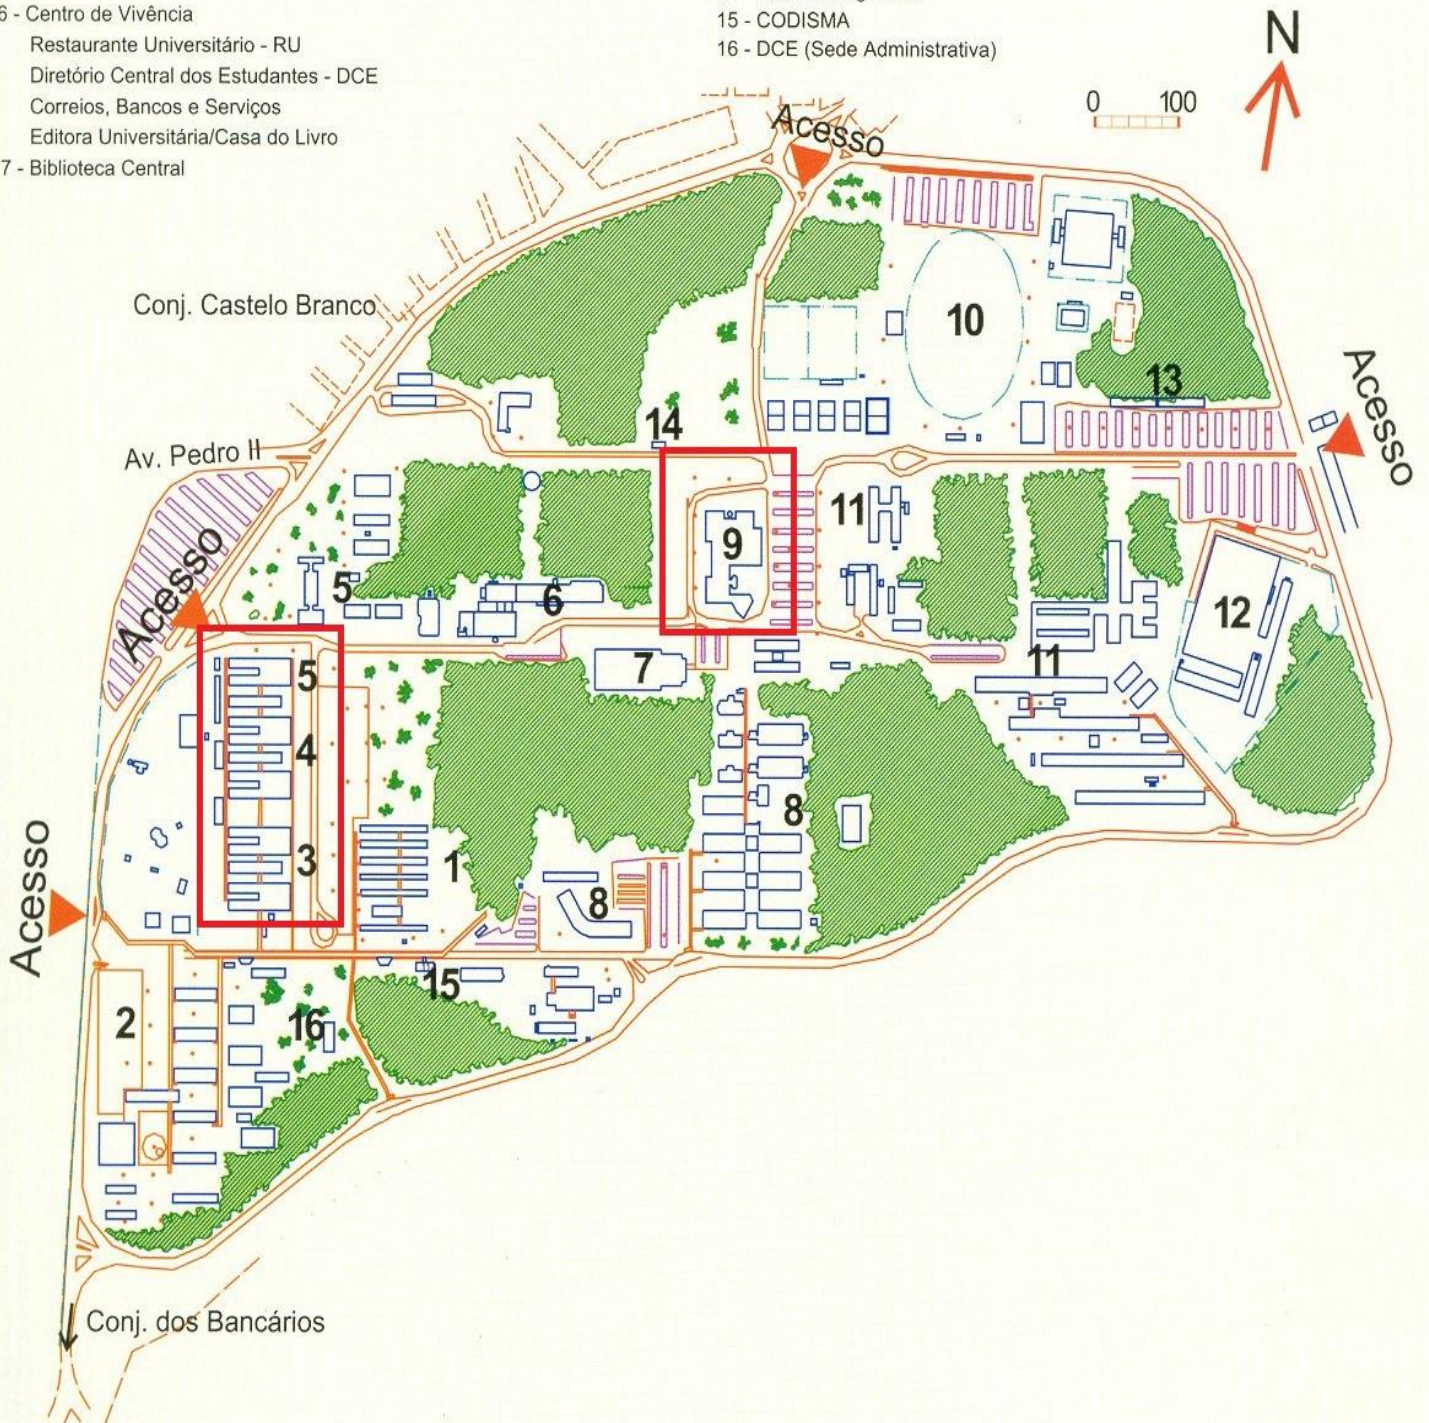 6 - Centro de Vivência
Restaurante Universitário - RU
Diretório Central dos Estudantes - DCE
Correios, Bancos e Serviços
Editora Universitária/Casa do Livro
7 - Biblioteca Central
15 - CODISMA
16 - DCE (Sede Administrativa)
N
0 100
Acesso
Conj. Castelo Branco
10
13
Acesso
14
Av. Pedro II
11
9
Acesso
5
6
12
7
11
5
4
8
3
1
8
Acesso
15
2
16
Conj. dos Bancários